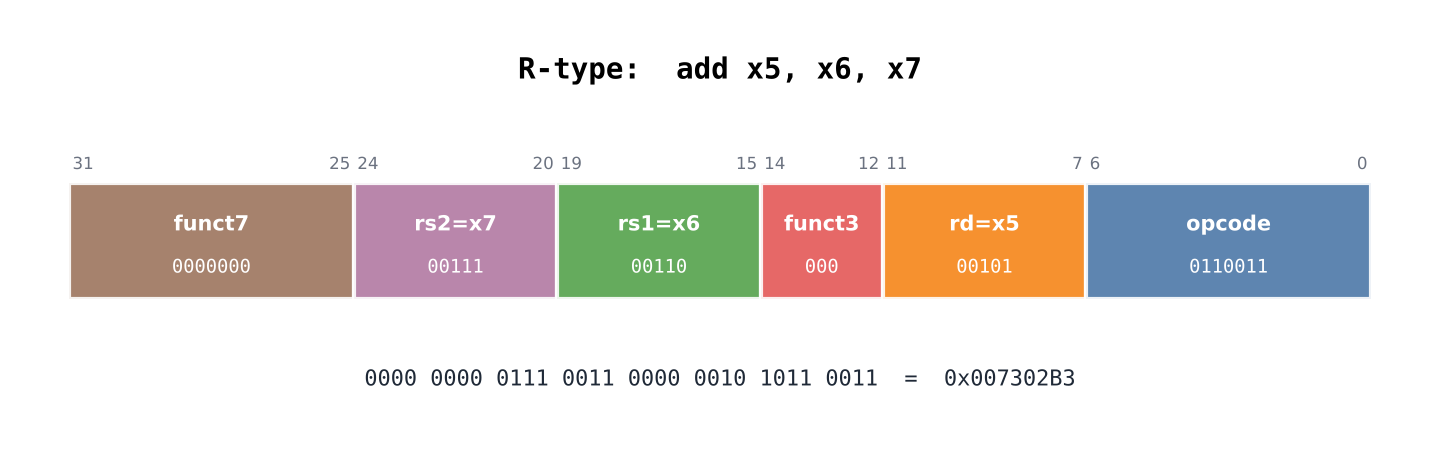 R-type:  add x5, x6, x7
31 25 24 20 19 15 14 12 11 7 6 0
funct7 rs2=x7 rs1=x6 funct3 rd=x5 opcode
0000000 00111 00110 000 00101 0110011
0000 0000 0111 0011 0000 0010 1011 0011  =  0x007302B3